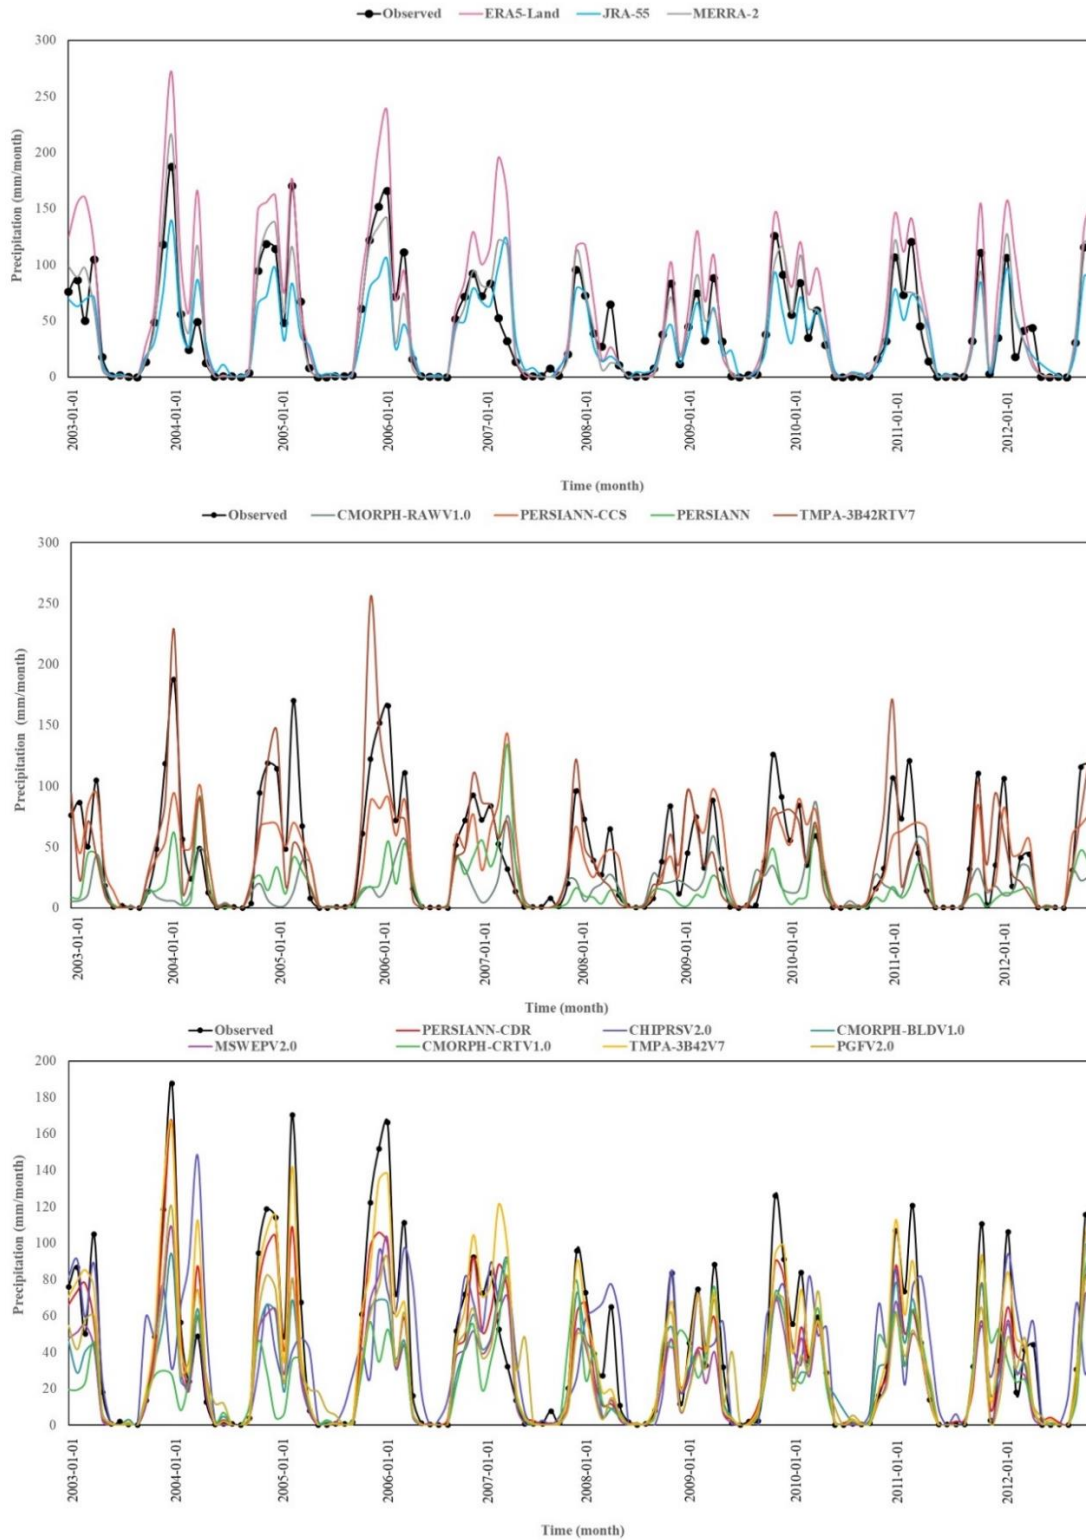 Observed ERA5-Land JRA-55 MERRA-2
300
250
200
150
100
50
0
Precipitation (mm/month)
2003-01-01 2004-01-01 2005-01-01 2006-01-01 2007-01-01 2008-01-01 2009-01-01 2010-01-01 2011-01-01 2012-01-01
Time (month)
Observed CMORPH-RAWV1.0 PERSIANN-CCS PERSIANN TMPA-3B42RTV7
300
250
200
150
100
50
0
Precipitation (mm/month)
2003-01-01 2004-01-01 2005-01-01 2006-01-01 2007-01-01 2008-01-01 2009-01-01 2010-01-01 2011-01-01 2012-01-01
Time (month)
Observed PERSIANN-CDR CHIPRSV2.0 CMORPH-BLDV1.0
MSWEPV2.0 CMORPH-CRTV1.0 TMPA-3B42V7 PGFV2.0
200
180
160
140
120
100
80
60
40
20
0
Precipitation (mm/month)
2003-01-01 2004-01-01 2005-01-01 2006-01-01 2007-01-01 2008-01-01 2009-01-01 2010-01-01 2011-01-01 2012-01-01
Time (month)